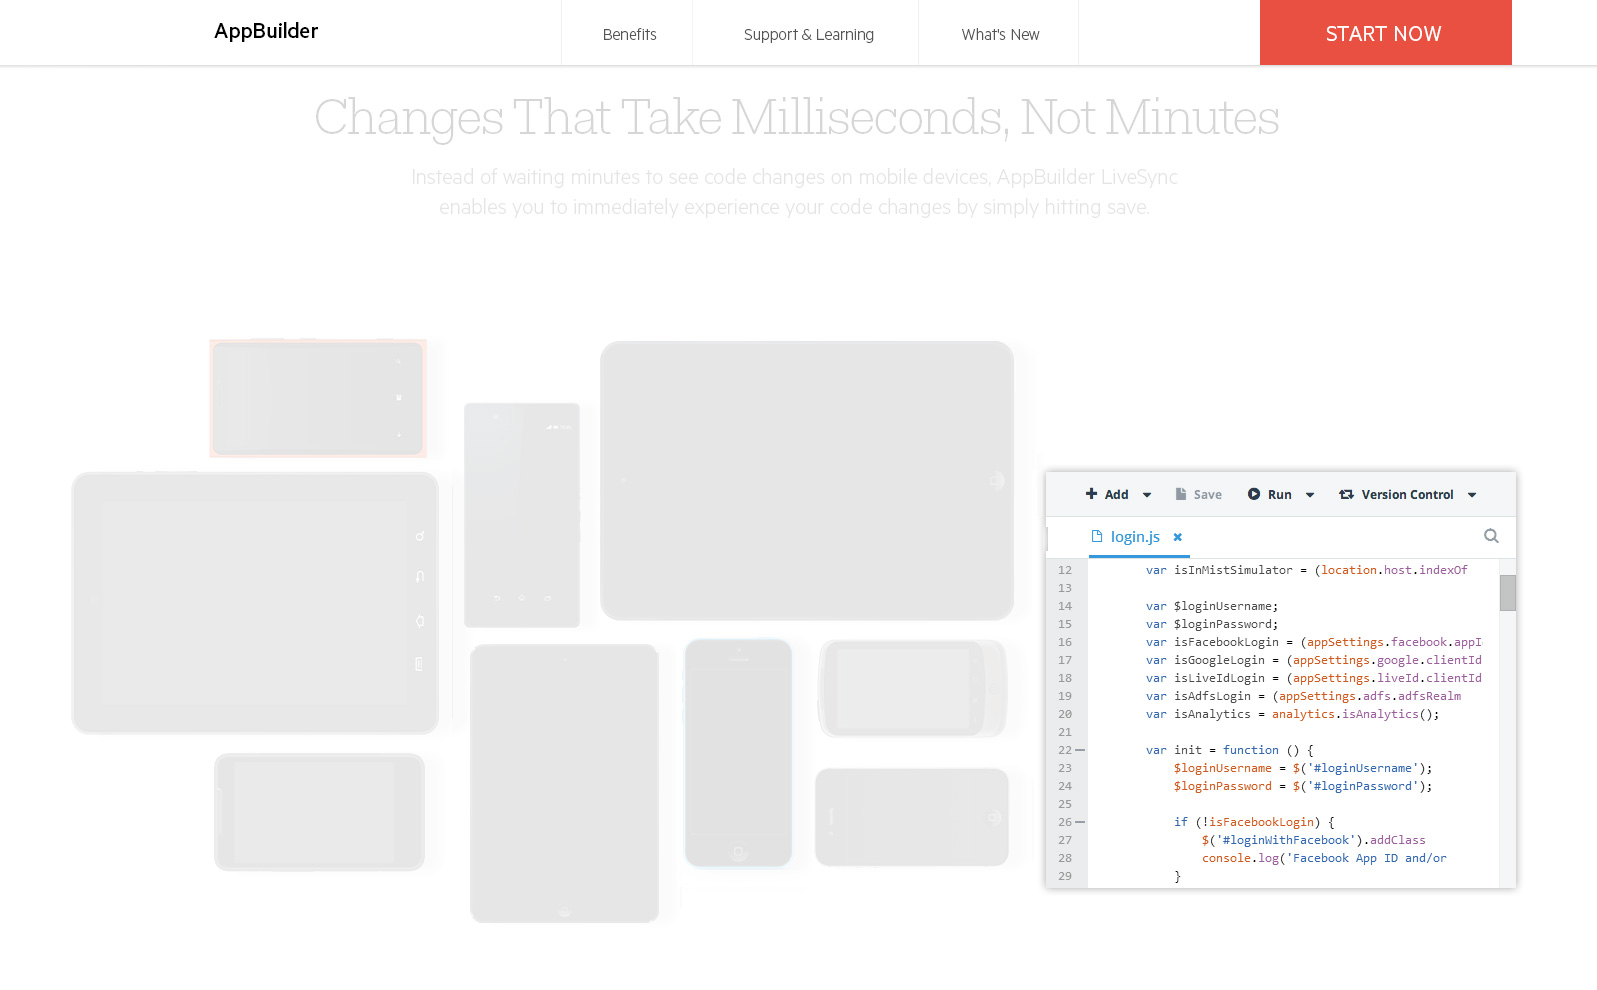 AppBuilder
Benefits
Support & Learning
What's New
START NOW
Changes That Take Milliseconds, Not Minutes
Instead of waiting minutes to see code changes on mobile devices, AppBuilder LiveSync
enables you to immediately experience your code changes by simply hitting save.
Add
Save
Run
Version Control
login.js
12 var isInMistSimulator = (location.host.indexOf
13
14 var $loginUsername;
15 var $loginPassword;
16 var isFacebookLogin = (appSettings.facebook.appI
17 var isGoogleLogin = (appSettings.google.clientId
18 var isLiveIdLogin = (appSettings.liveId.clientId
19 var isAdfsLogin = (appSettings.adfs.adfsRealm
20 var isAnalytics = analytics.isAnalytics();
21
22 var init = function () {
23 $loginUsername = $('#loginUsername');
24 $loginPassword = $('#loginPassword');
25
26 if (!isFacebookLogin) {
27 $('#loginWithFacebook').addClass
28 console.log('Facebook App ID and/or
29 }